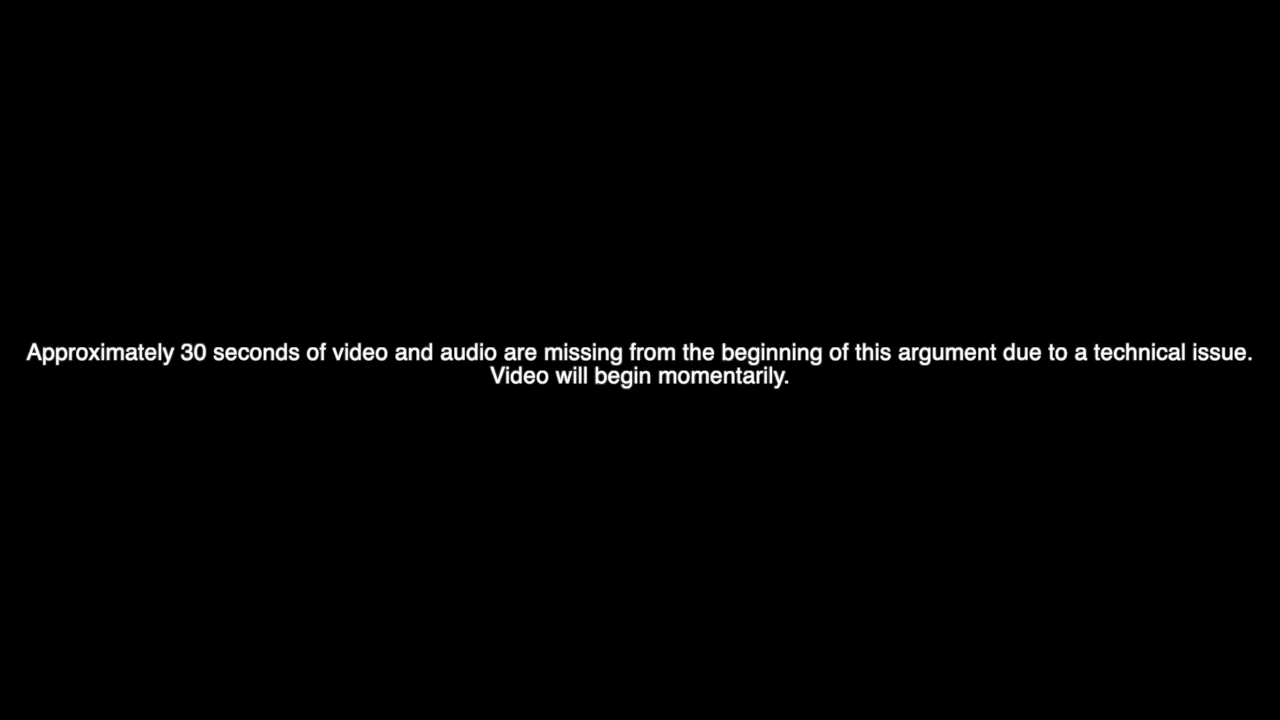 Approximately 30 seconds of video and audio are missing from the beginning of this argument due to a technical issue.
Video will begin momentarily.